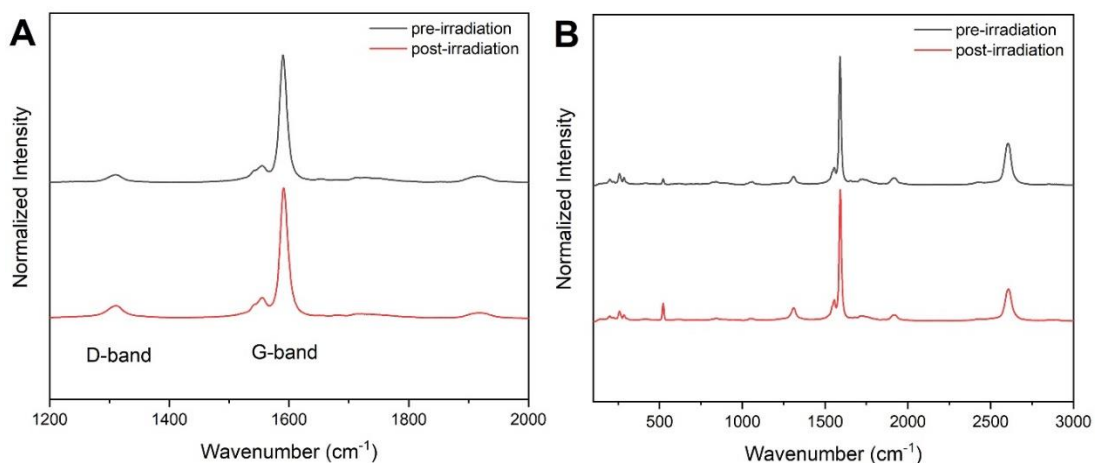 A
pre-irradiation
post-irradiation
Normalized Intensity
D-band
G-band
1200 1400 1600 1800 2000
Wavenumber (cm⁻¹)
B
pre-irradiation
post-irradiation
Normalized Intensity
500 1000 1500 2000 2500 3000
Wavenumber (cm⁻¹)